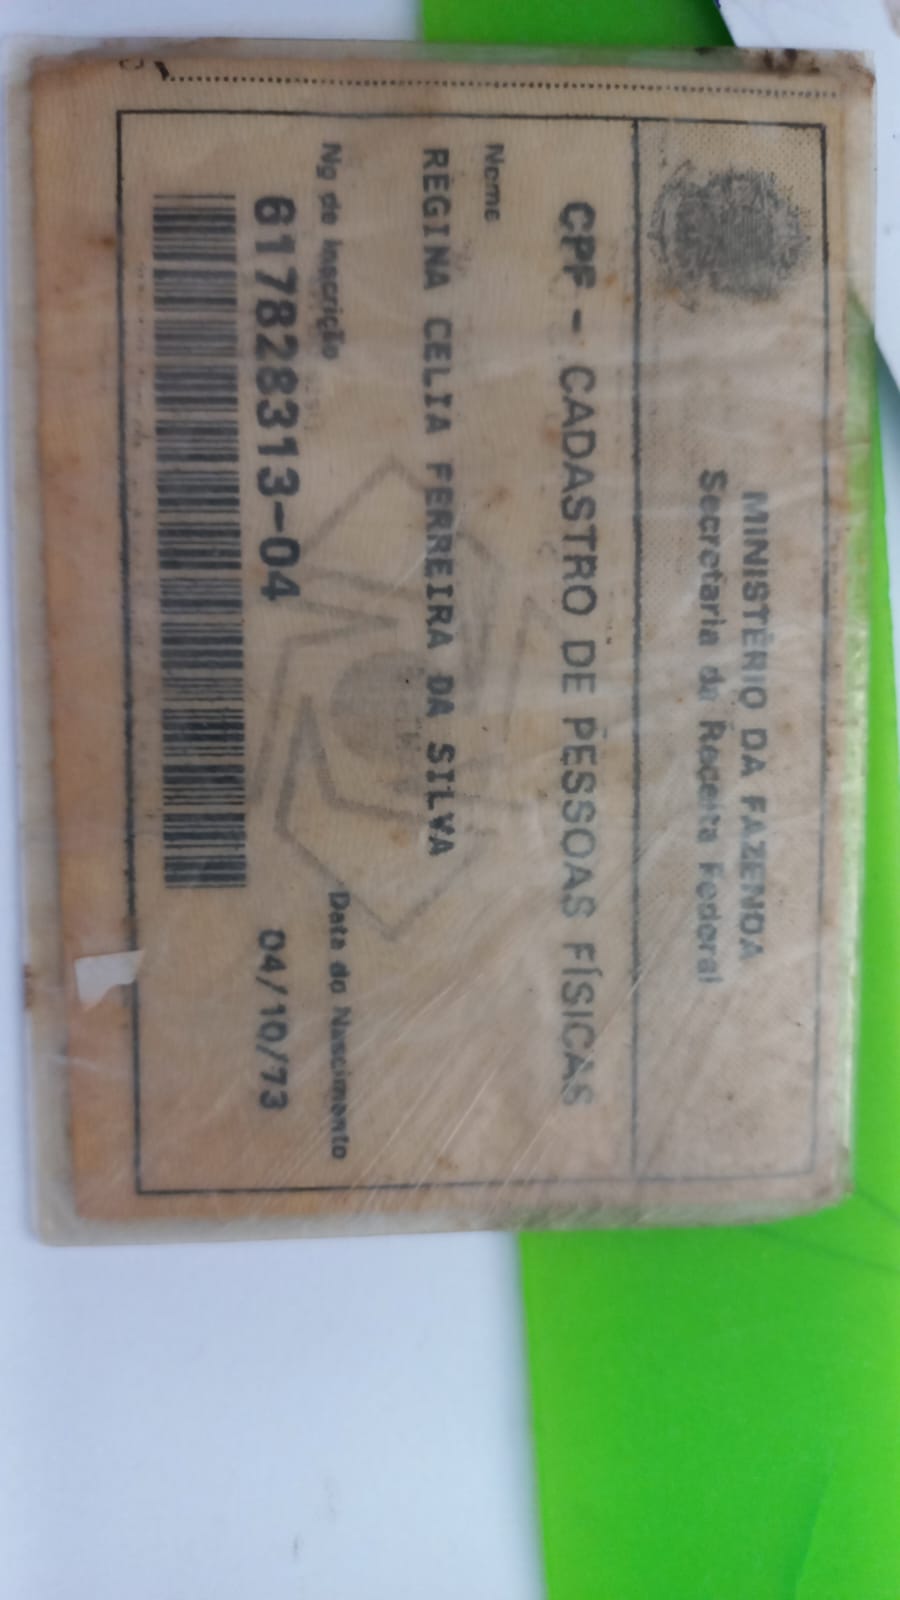 MINISTÉRIO DA FAZENDA
Secretaria da Receita Federal
CPF - CADASTRO DE PESSOAS FÍSICAS
Nome
REGINA CELIA FERREIRA DA SILVA
Nº de Inscrição
617828313-04
Data do Nascimento
04/10/73